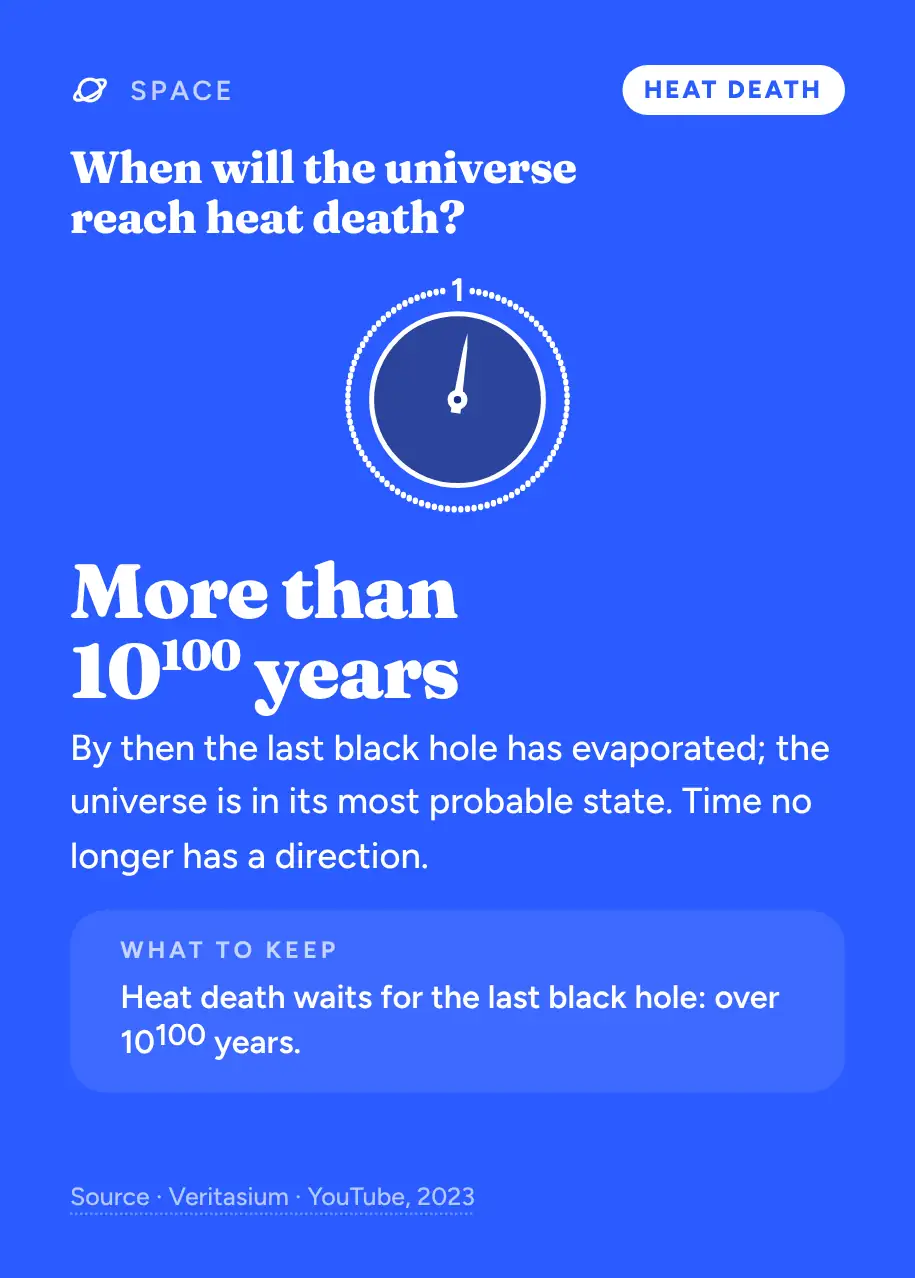 SPACE
HEAT DEATH
When will the universe
reach heat death?
1
More than
10¹⁰⁰ years
By then the last black hole has evaporated; the
universe is in its most probable state. Time no
longer has a direction.
WHAT TO KEEP
Heat death waits for the last black hole: over
10¹⁰⁰ years.
Source · Veritasium · YouTube, 2023